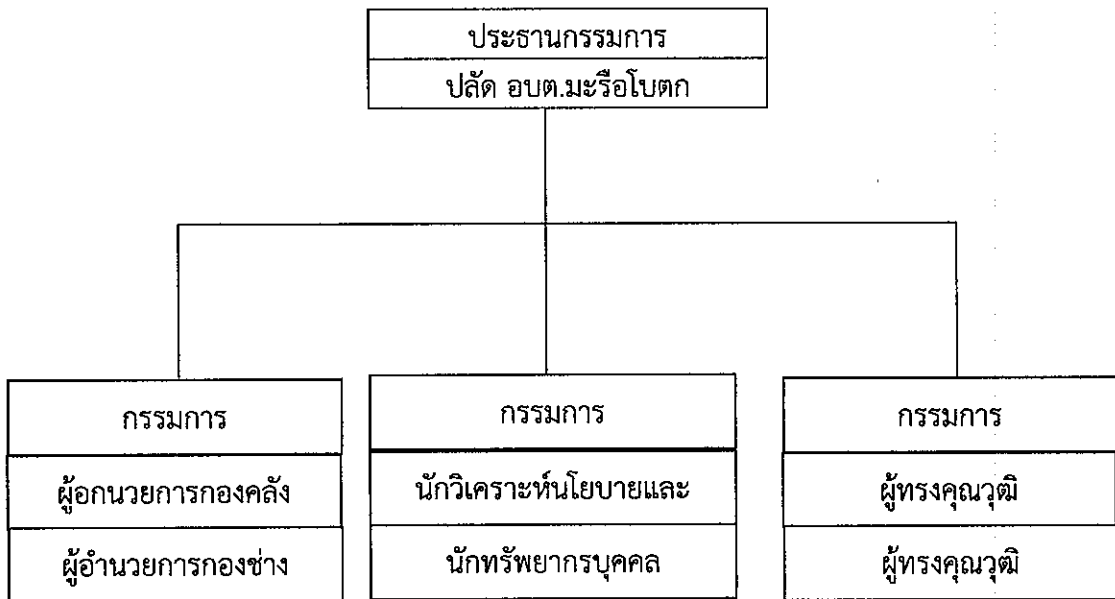 ประธานกรรมการ
ปลัด อบต.มะรือโบตก
กรรมการ
ผู้อกนวยการกองคลัง
ผู้อำนวยการกองช่าง
กรรมการ
นักวิเคราะห์นโยบายและ
นักทรัพยากรบุคคล
กรรมการ
ผู้ทรงคุณวุฒิ
ผู้ทรงคุณวุฒิ